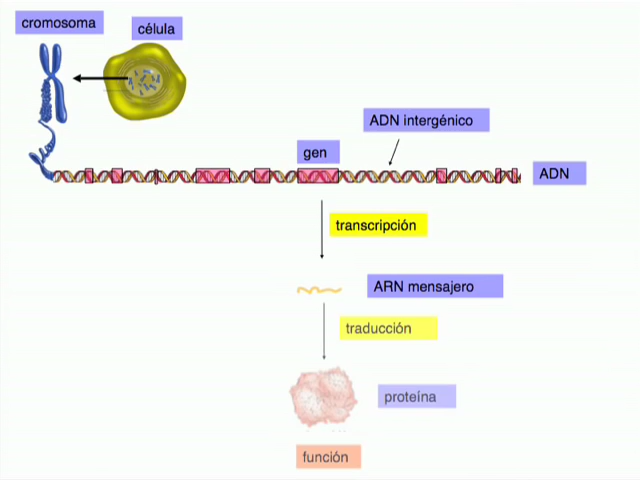 cromosoma
célula
ADN intergénico
gen
ADN
transcripción
ARN mensajero
traducción
proteína
función